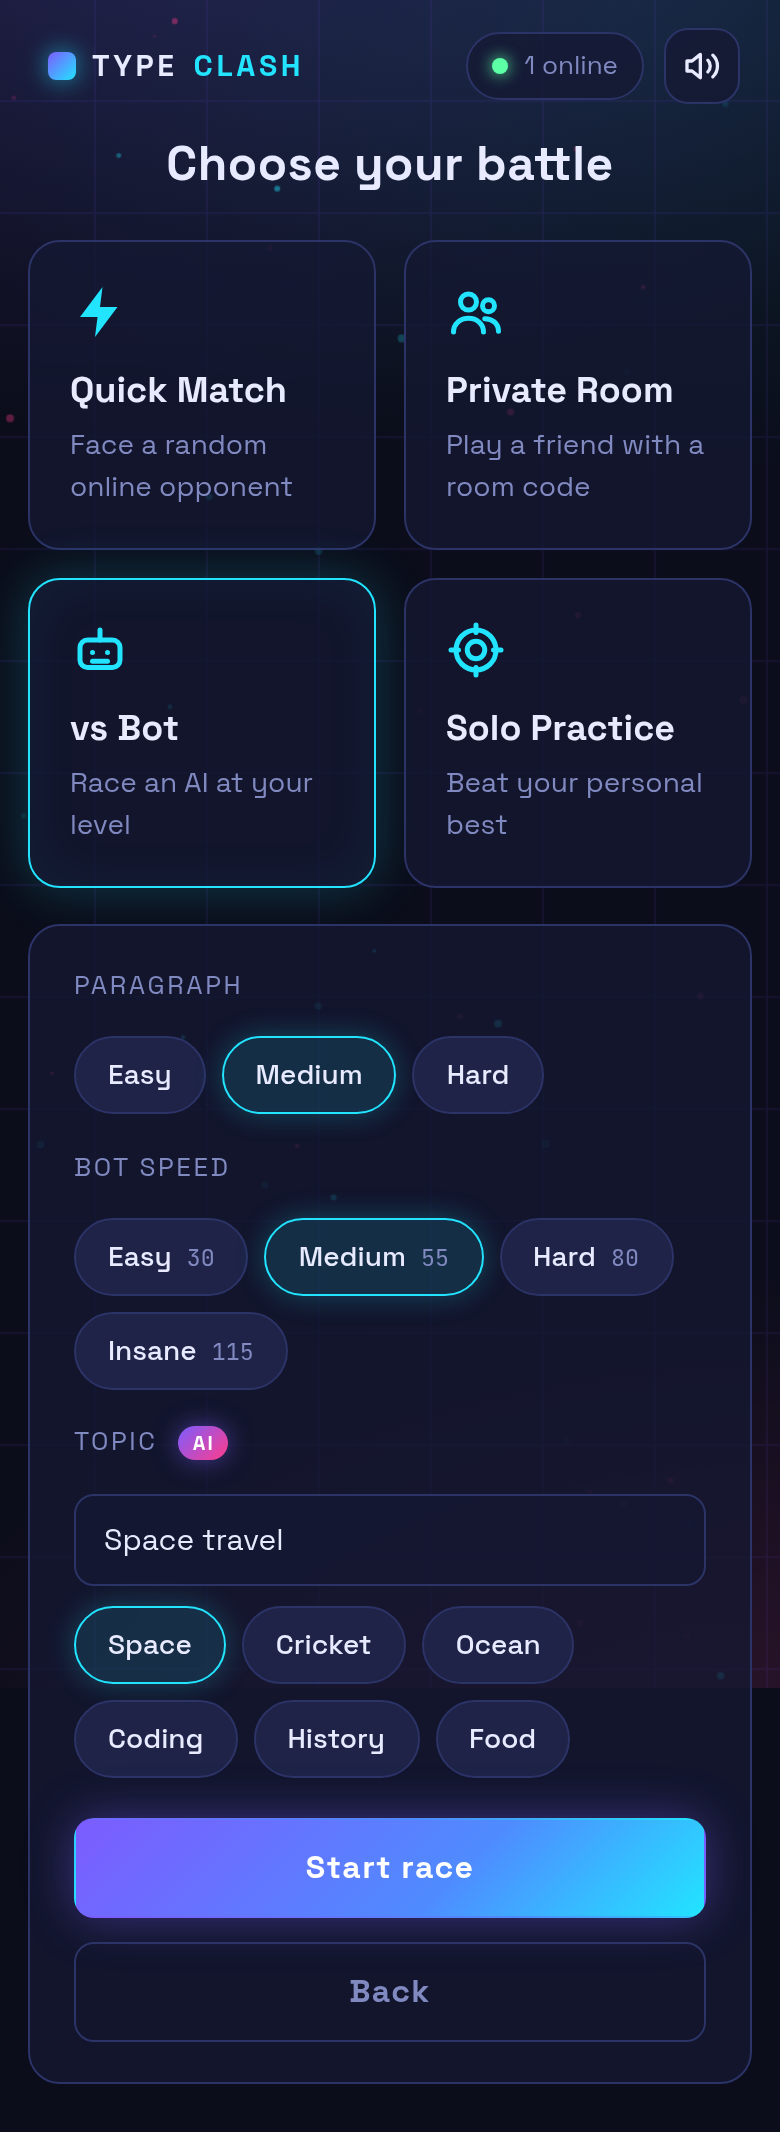 TYPE CLASH
1 online
Choose your battle
Quick Match
Face a random
online opponent
Private Room
Play a friend with a
room code
vs Bot
Race an AI at your
level
Solo Practice
Beat your personal
best
PARAGRAPH
Easy Medium Hard
BOT SPEED
Easy 30 Medium 55 Hard 80
Insane 115
TOPIC AI
Space travel
Space Cricket Ocean
Coding History Food
Start race
Back